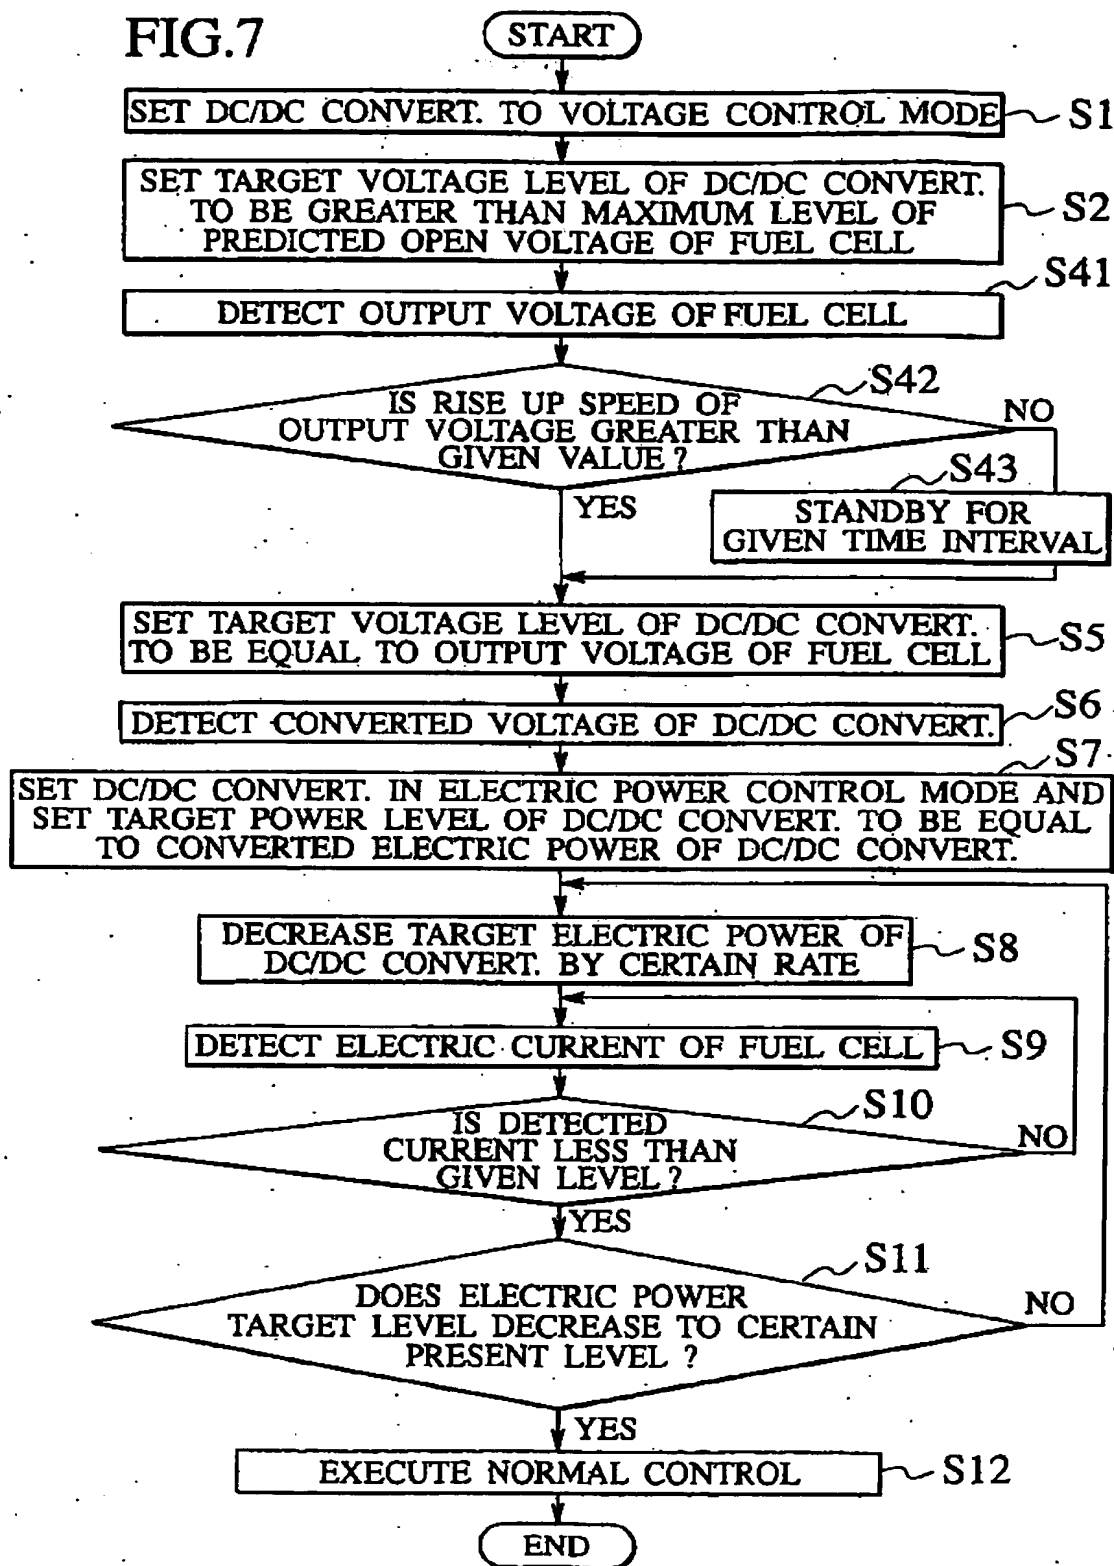 FIG.7
START
SET DC/DC CONVERT. TO VOLTAGE CONTROL MODE
S1
SET TARGET VOLTAGE LEVEL OF DC/DC CONVERT.
TO BE GREATER THAN MAXIMUM LEVEL OF
PREDICTED OPEN VOLTAGE OF FUEL CELL
S2
S41
DETECT OUTPUT VOLTAGE OF FUEL CELL
S42
IS RISE UP SPEED OF
OUTPUT VOLTAGE GREATER THAN
GIVEN VALUE?
NO
YES
S43
STANDBY FOR
GIVEN TIME INTERVAL
SET TARGET VOLTAGE LEVEL OF DC/DC CONVERT.
TO BE EQUAL TO OUTPUT VOLTAGE OF FUEL CELL
S5
DETECT CONVERTED VOLTAGE OF DC/DC CONVERT.
S6
S7
SET DC/DC CONVERT. IN ELECTRIC POWER CONTROL MODE AND
SET TARGET POWER LEVEL OF DC/DC CONVERT. TO BE EQUAL
TO CONVERTED ELECTRIC POWER OF DC/DC CONVERT.
DECREASE TARGET ELECTRIC POWER OF
DC/DC CONVERT. BY CERTAIN RATE
S8
DETECT ELECTRIC CURRENT OF FUEL CELL
S9
S10
IS DETECTED
CURRENT LESS THAN
GIVEN LEVEL?
NO
YES
S11
DOES ELECTRIC POWER
TARGET LEVEL DECREASE TO CERTAIN
PRESENT LEVEL ?
NO
YES
EXECUTE NORMAL CONTROL
S12
END